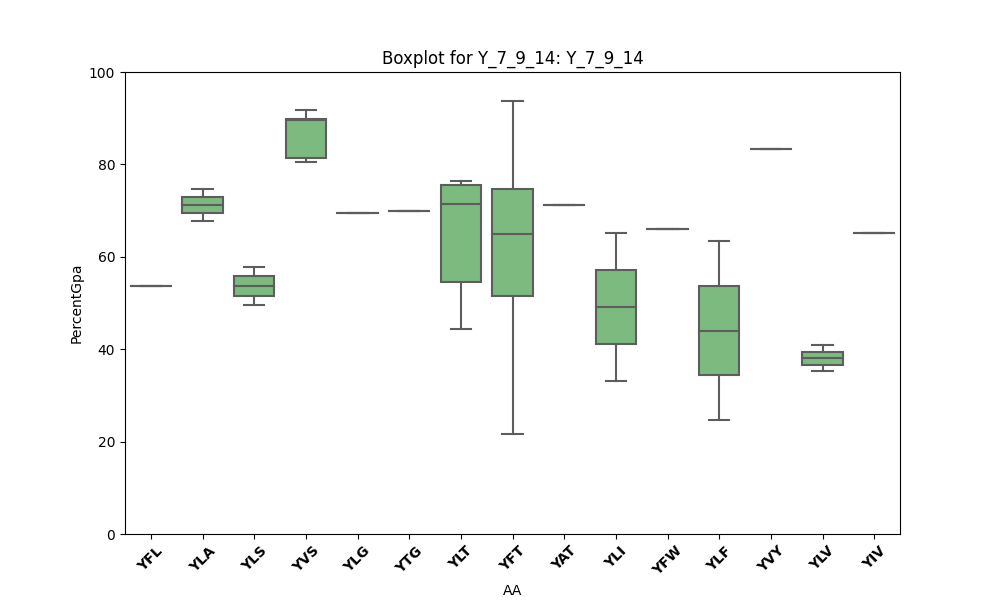 Boxplot for Y_7_9_14: Y_7_9_14
PercentGpa
100
80
60
40
20
0
YFL YLA YLS YVS YLG YTG YLT YFT YAT YLI YFW YLF YVY YLV YIV
AA